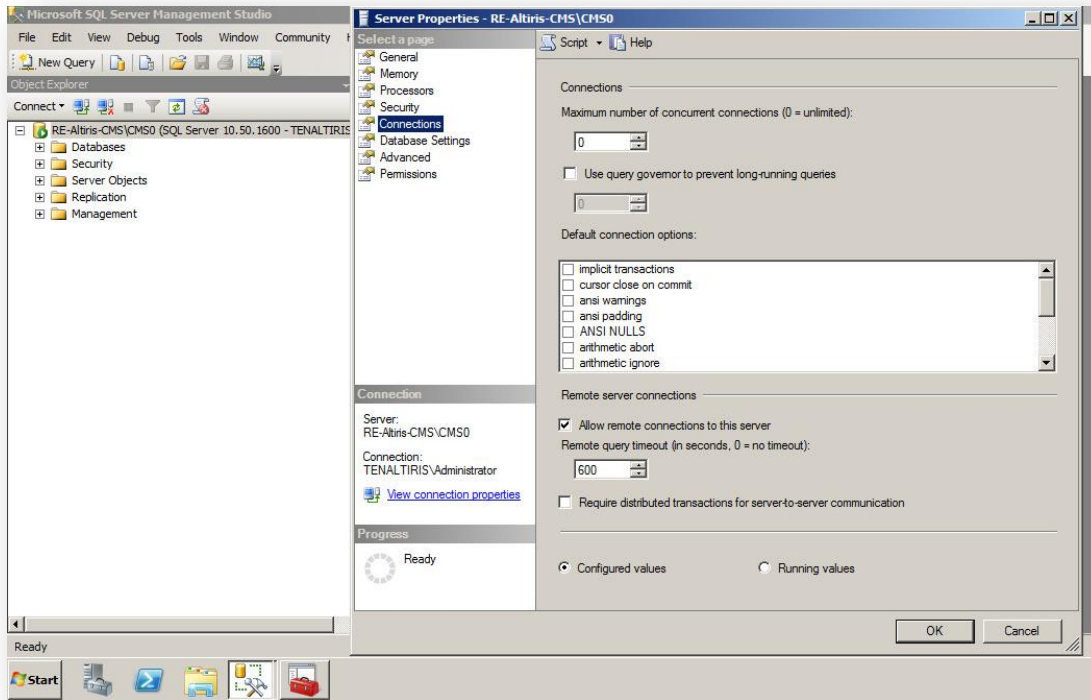 Microsoft SQL Server Management Studio
File Edit View Debug Tools Window Community
New Query
Object Explorer
Connect
RE-Altiris-CMS\CMS0 (SQL Server 10.50.1600 - TENALTIRIS
Databases
Security
Server Objects
Replication
Management
Ready
Start
Server Properties - RE-Altiris-CMS\CMS0
Select a page
General
Memory
Processors
Security
Connections
Database Settings
Advanced
Permissions
Connection
Server:
RE-Altiris-CMS\CMS0
Connection:
TENALTIRIS\Administrator
View connection properties
Progress
Ready
Script Help
Connections
Maximum number of concurrent connections (0 = unlimited):
0
Use query governor to prevent long-running queries
0
Default connection options:
implicit transactions
cursor close on commit
ansi warnings
ansi padding
ANSI NULLS
arithmetic abort
arithmetic ignore
Remote server connections
Allow remote connections to this server
Remote query timeout (in seconds, 0 = no timeout):
600
Require distributed transactions for server-to-server communication
Configured values Running values
OK Cancel